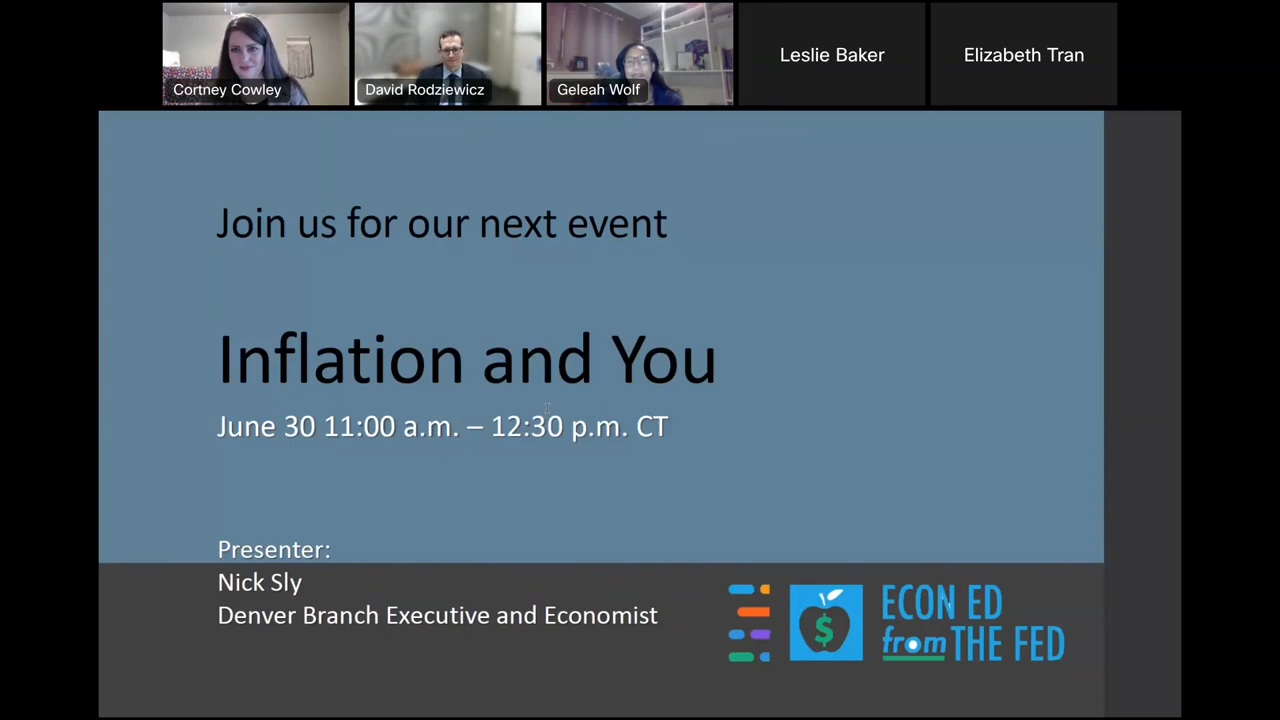 Cortney Cowley
David Rodziewicz
Geleah Wolf
Leslie Baker
Elizabeth Tran
Join us for our next event
Inflation and You
June 30 11:00 a.m. – 12:30 p.m. CT
Presenter:
Nick Sly
Denver Branch Executive and Economist
$
ECON ED
from THE FED